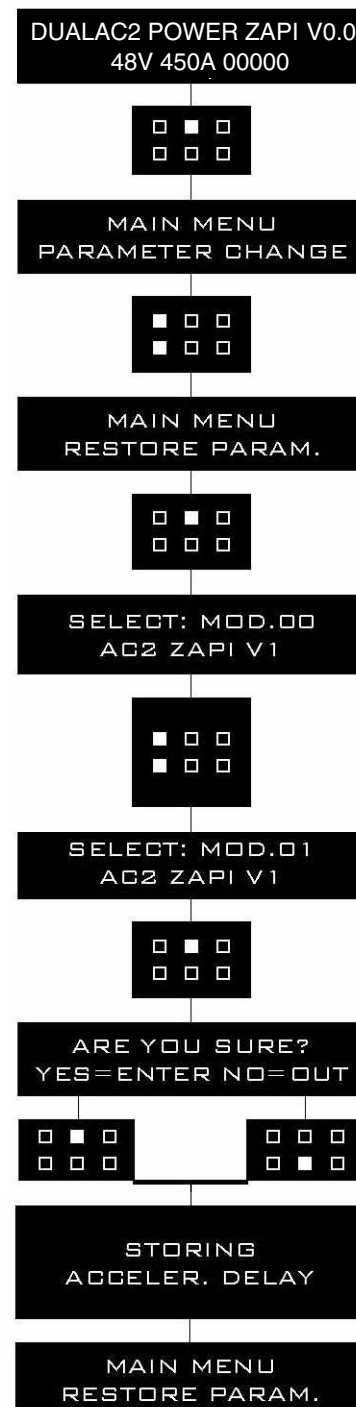 DUALAC2 POWER ZAPI V0.0
48V 450A 00000
MAIN MENU
PARAMETER CHANGE
MAIN MENU
RESTORE PARAM.
SELECT: MOD.00
AC2 ZAPI V1
SELECT: MOD.01
AC2 ZAPI V1
ARE YOU SURE?
YES=ENTER NO=OUT
STORING
ACCELER. DELAY
MAIN MENU
RESTORE PARAM.